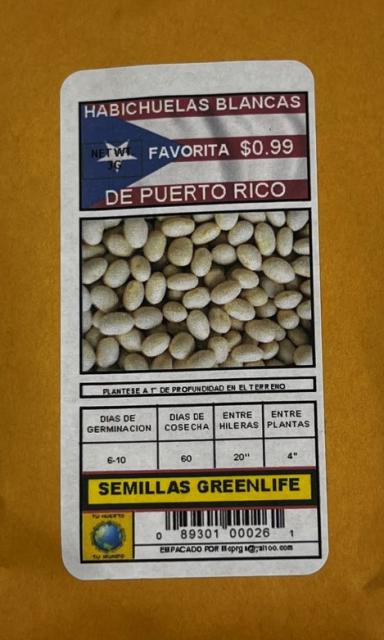 HABICHUELAS BLANCAS
NET WT.
3G
FAVORITA $0.99
DE PUERTO RICO
PLANTESE A 1" DE PROFUNDIDAD EN EL TERRENO
DIAS DE
GERMINACION
DIAS DE
COSECHA
ENTRE
HILERAS
ENTRE
PLANTAS
6-10
60
20"
4"
SEMILLAS GREENLIFE
TU HUERTO
TU MUNDO
0 89301 00026 1
EMPACADO POR